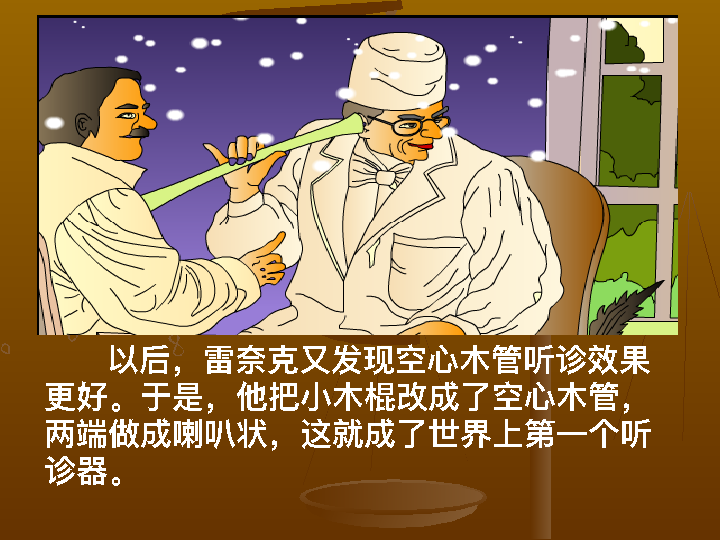 以后，雷奈克又发现空心木管听诊效果
更好。于是，他把小木棍改成了空心木管，
两端做成喇叭状，这就成了世界上第一个听
诊器。